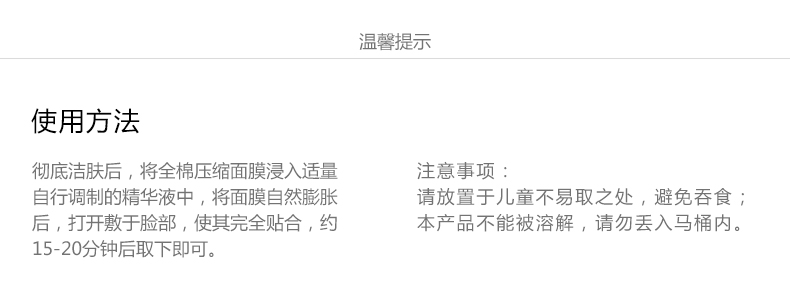 温馨提示
使用方法
彻底洁肤后，将全棉压缩面膜浸入适量
自行调制的精华液中，将面膜自然膨胀
后，打开敷于脸部，使其完全贴合，约
15-20分钟后取下即可。
注意事项：
请放置于儿童不易取之处，避免吞食；
本产品不能被溶解，请勿丢入马桶内。